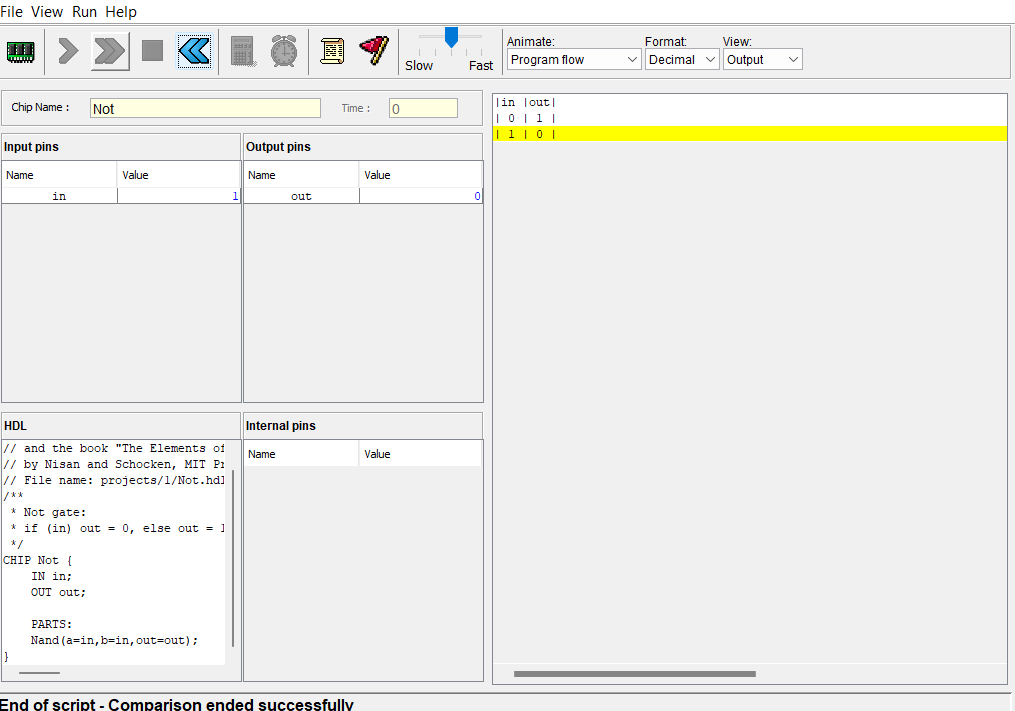 File View Run Help
Slow Fast
Animate: Format: View:
Program flow Decimal Output
Chip Name : Not Time : 0
Input pins
Name Value
in 1
Output pins
Name Value
out 0
HDL
// and the book "The Elements of
// by Nisan and Schocken, MIT Pr
// File name: projects/1/Not.hdl
/**
* Not gate:
* if (in) out = 0, else out = 1
*/
CHIP Not {
IN in;
OUT out;
PARTS:
Nand(a=in,b=in,out=out);
}
Internal pins
Name Value
|in |out|
| 0 | 1 |
| 1 | 0 |
End of script - Comparison ended successfully